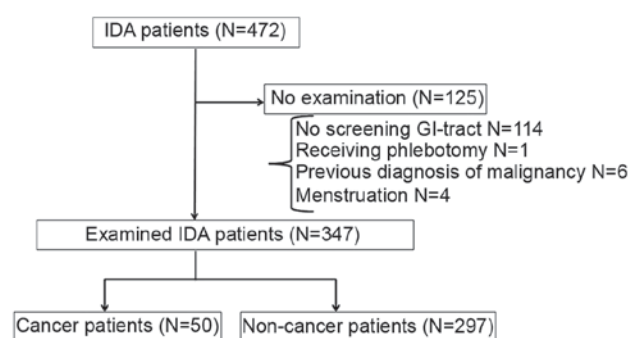 IDA patients (N=472)
No examination (N=125)
No screening GI-tract N=114
Receiving phlebotomy N=1
Previous diagnosis of malignancy N=6
Menstruation N=4
Examined IDA patients (N=347)
Cancer patients (N=50)
Non-cancer patients (N=297)